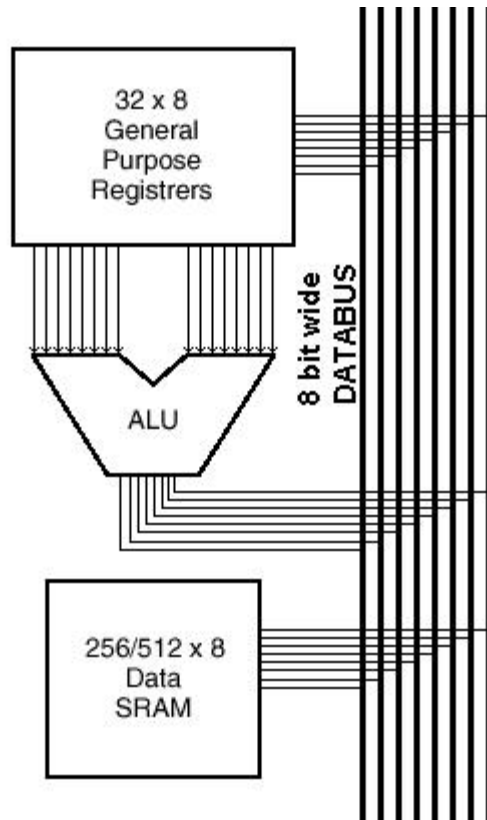 32 x 8
General
Purpose
Registrers
8 bit wide
DATABUS
ALU
256/512 x 8
Data
SRAM